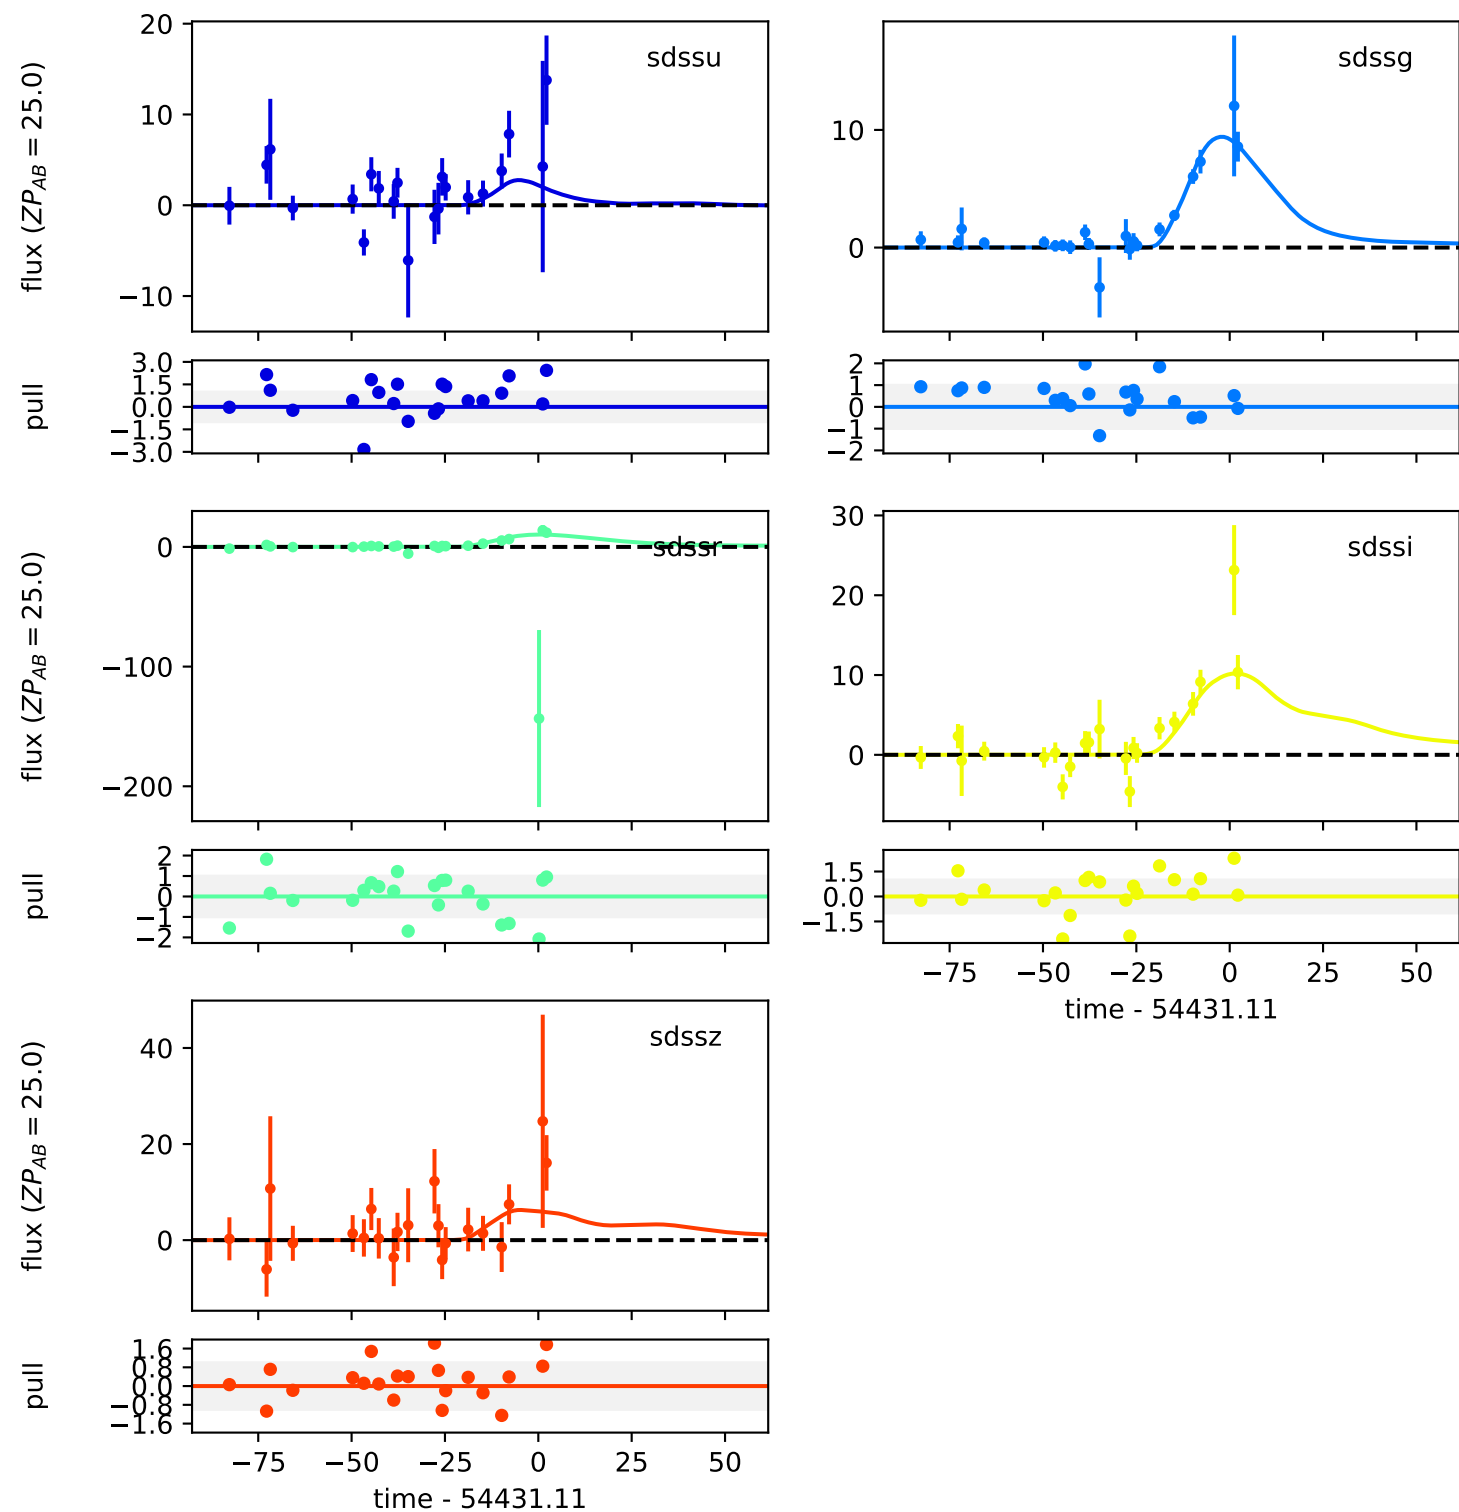 sdssu
20
10
0
−10
flux (ZP_AB = 25.0)
sdssg
10
0
3.0
1.5
0.0
−1.5
−3.0
pull
2
1
0
−1
−2
sdssr
0
−100
−200
flux (ZP_AB = 25.0)
sdssi
30
20
10
0
2
1
0
−1
−2
pull
1.5
0.0
−1.5
−75 −50 −25 0 25 50
time - 54431.11
sdssz
40
20
0
flux (ZP_AB = 25.0)
1.6
0.8
0.0
−0.8
−1.6
pull
−75 −50 −25 0 25 50
time - 54431.11